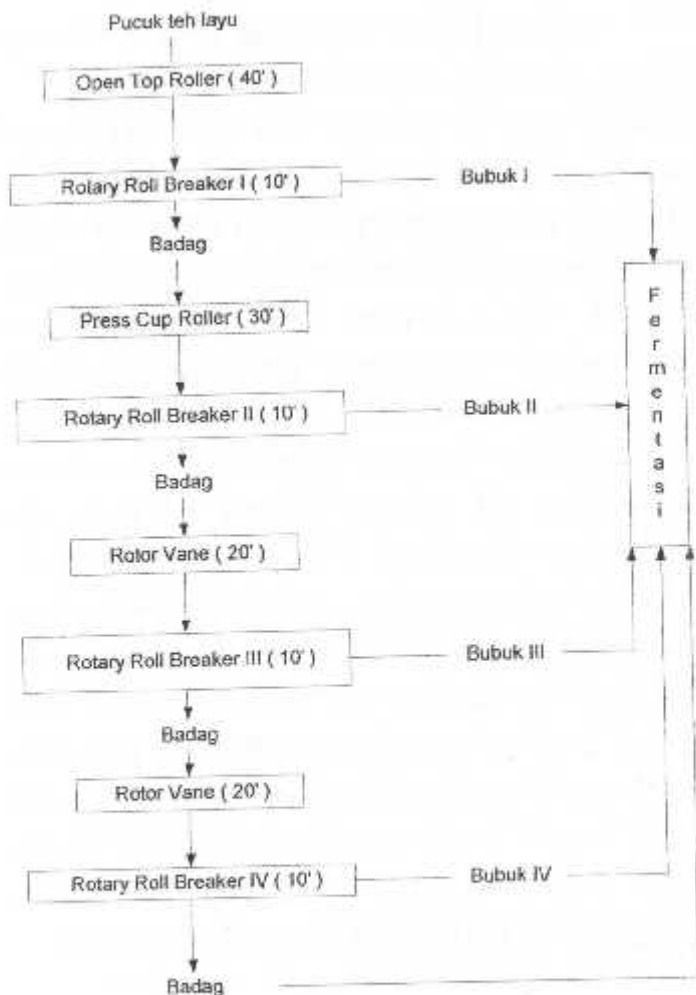 Pucuk teh layu
Open Top Roller ( 40' )
Rotary Roll Breaker I ( 10' )
Bubuk I
Badag
Press Cup Roller ( 30' )
Rotary Roll Breaker II ( 10' )
Bubuk II
Fermentasi
Badag
Rotor Vane ( 20' )
Rotary Roll Breaker III ( 10' )
Bubuk III
Badag
Rotor Vane ( 20' )
Rotary Roll Breaker IV ( 10' )
Bubuk IV
Badag